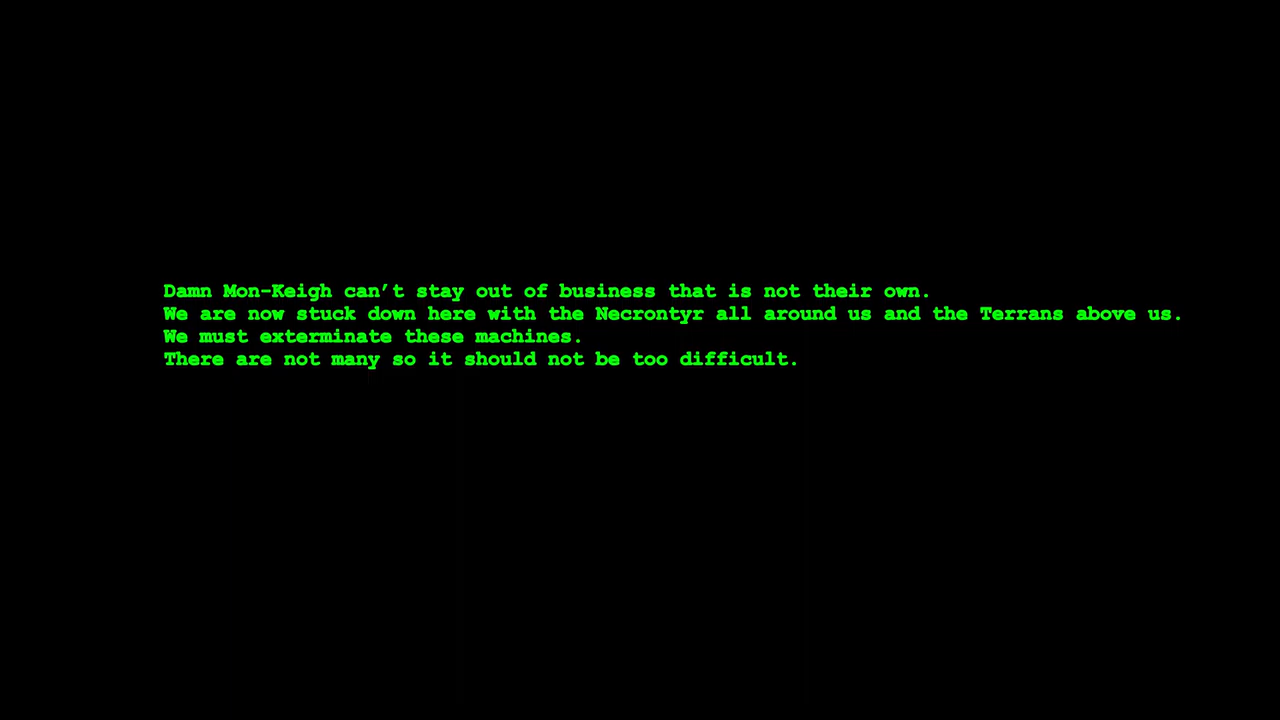 Damn Mon-Keigh can’t stay out of business that is not their own.
We are now stuck down here with the Necrontyr all around us and the Terrans above us.
We must exterminate these machines.
There are not many so it should not be too difficult.